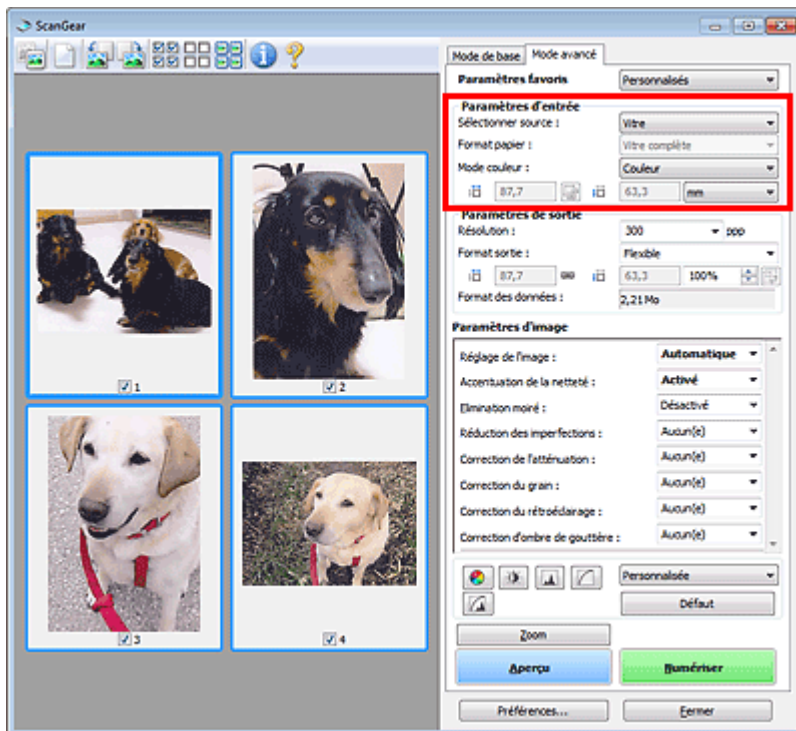 ScanGear
Mode de base Mode avancé
Paramètres favoris Personnalisés
Paramètres d'entrée
Sélectionner source : Vitre
Format papier : Vitre complète
Mode couleur : Couleur
87,7 63,3 mm
Paramètres de sortie
Résolution : 300 ppp
Format sortie : Flexible
87,7 63,3 100%
Format des données : 2,21 Mo
Paramètres d'image
Réglage de l'image : Automatique
Accentuation de la netteté : Activé
Elimination moiré : Désactivé
Réduction des imperfections : Aucun(e)
Correction de l'atténuation : Aucun(e)
Correction du grain : Aucun(e)
Correction du rétroéclairage : Aucun(e)
Correction d'ombre de gouttière : Aucun(e)
Personnalisée
Défaut
Zoom
Aperçu Numériser
Préférences... Fermer
1 2
3 4